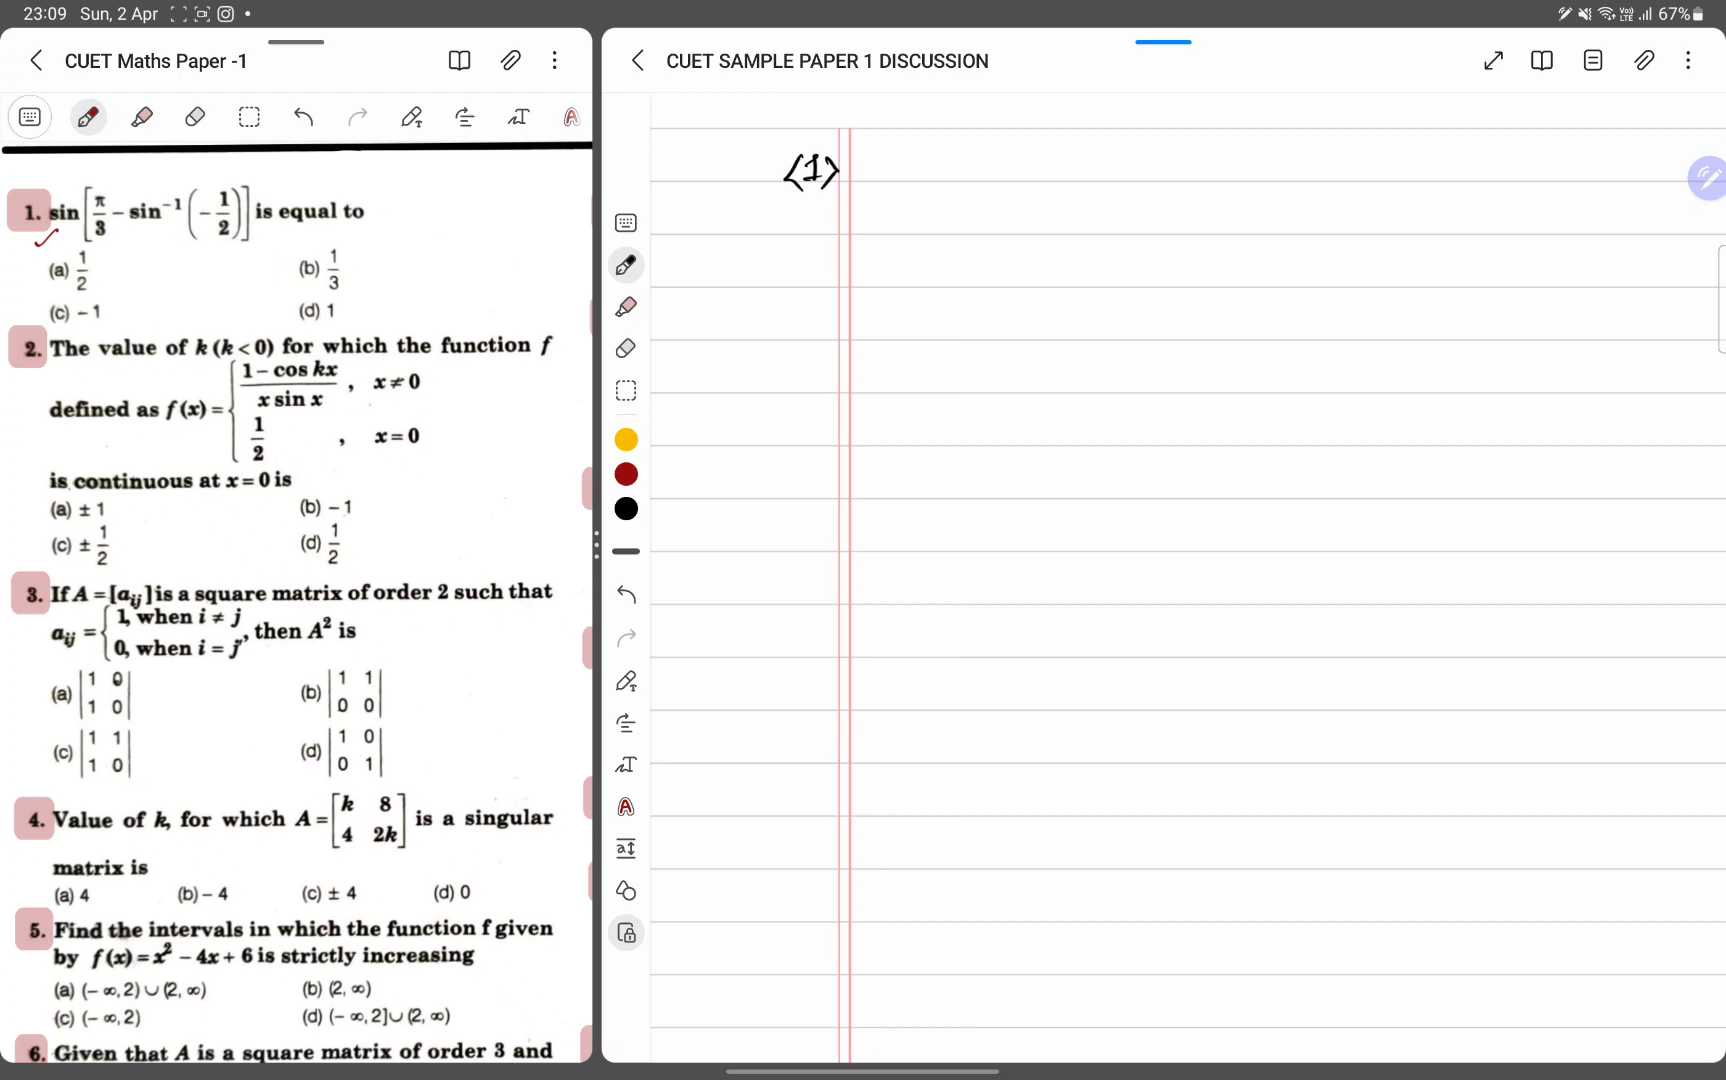 23:09 Sun, 2 Apr
67%
CUET Maths Paper -1
1. sin[π/3 − sin⁻¹(−1/2)] is equal to
(a) 1/2 (b) 1/3
(c) − 1 (d) 1
2. The value of k (k < 0) for which the function f
defined as f(x) = { (1 − cos kx)/(x sin x) , x ≠ 0
1/2 , x = 0
is continuous at x = 0 is
(a) ± 1 (b) − 1
(c) ± 1/2 (d) 1/2
3. If A = [aᵢⱼ] is a square matrix of order 2 such that
aᵢⱼ = { 1, when i ≠ j
0, when i = j , then A² is
(a) |1 0| (b) |1 1|
|1 0| |0 0|
(c) |1 1| (d) |1 0|
|1 0| |0 1|
4. Value of k, for which A = [k 8; 4 2k] is a singular
matrix is
(a) 4 (b) − 4 (c) ± 4 (d) 0
5. Find the intervals in which the function f given
by f(x) = x² − 4x + 6 is strictly increasing
(a) (− ∞, 2) ∪ (2, ∞) (b) (2, ∞)
(c) (− ∞, 2) (d) (− ∞, 2] ∪ (2, ∞)
6. Given that A is a square matrix of order 3 and
CUET SAMPLE PAPER 1 DISCUSSION
<1>